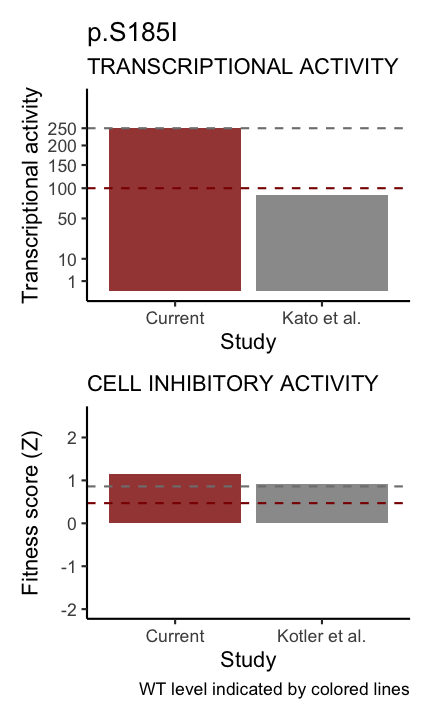 p.S185I
TRANSCRIPTIONAL ACTIVITY
Transcriptional activity
250
200
150
100
50
10
1
Current
Kato et al.
Study
CELL INHIBITORY ACTIVITY
Fitness score (Z)
2
1
0
-1
-2
Current
Kotler et al.
Study
WT level indicated by colored lines